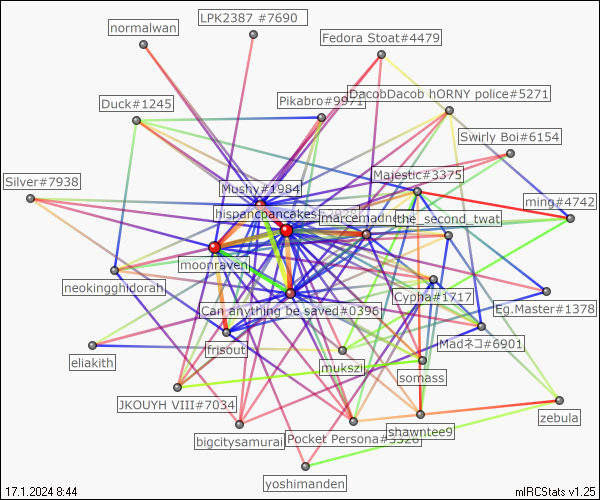 LPK2387 #7690
normalwan
Fedora Stoat#4479
DacobDacob hORNY police#5271
Pikabro#9971
Duck#1245
Swirly Boi#6154
Majestic#3375
Silver#7938
Mushy#1984
ming#4742
hispancpancakes
marcemadness
the_second_twat
moonraven
neokingghidorah
Cypha#1717
Can anything be saved#0396
Eg.Master#1378
Madネコ#6901
frisout
eliakith
mukszil
somass
JKOUYH VIII#7034
zebula
shawntee9
bigcitysamurai
Pocket Persona#3326
yoshimanden
17.1.2024 8:44
mIRCStats v1.25